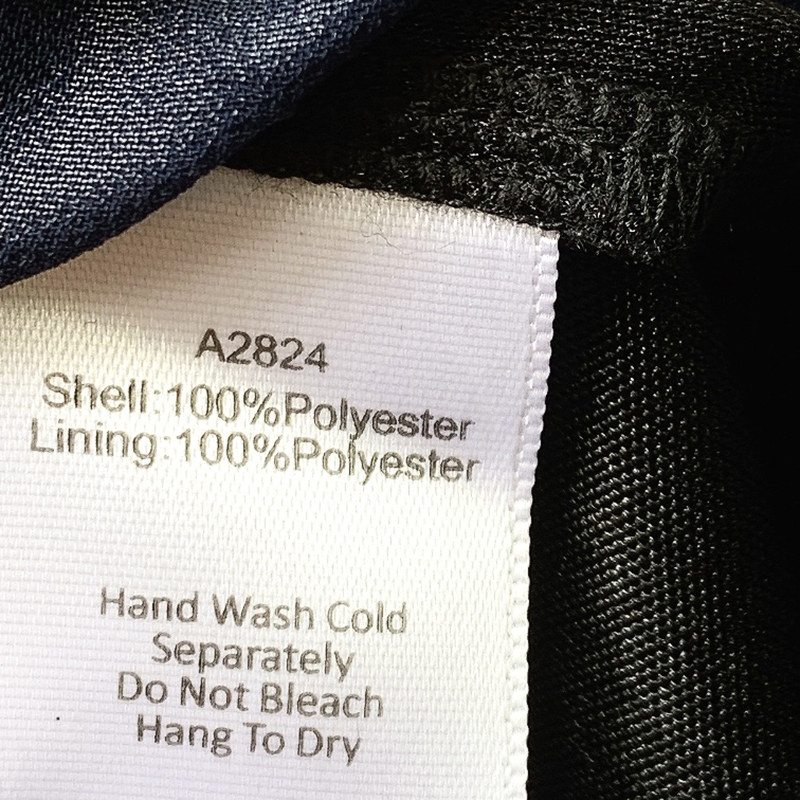 A2824
Shell:100%Polyester
Lining:100%Polyester
Hand Wash Cold
Separately
Do Not Bleach
Hang To Dry